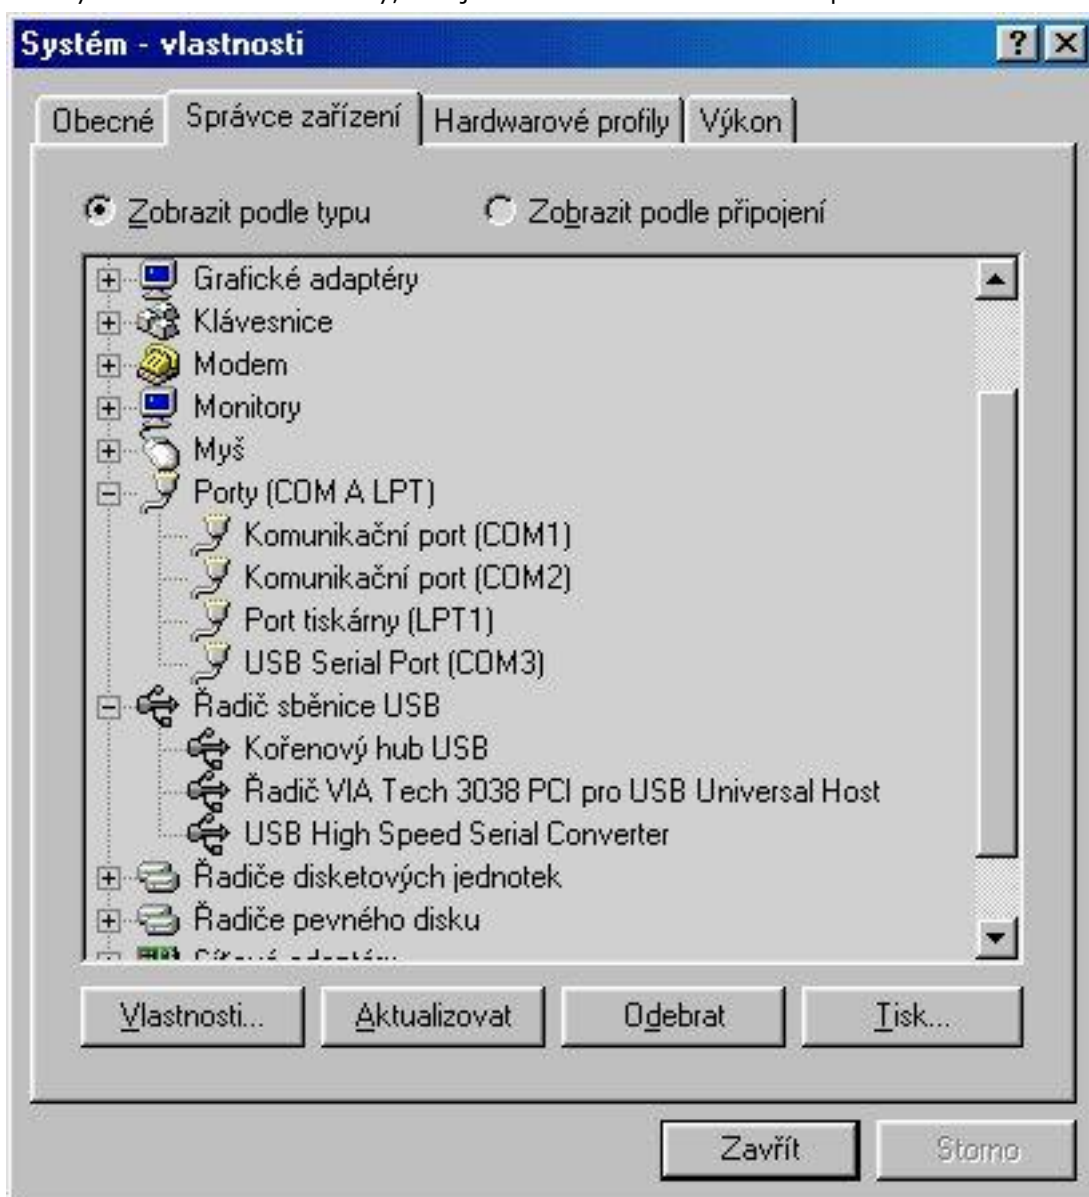 Systém - vlastnosti
Obecné Správce zařízení Hardwarové profily Výkon
Zobrazit podle typu Zobrazit podle připojení
Grafické adaptéry
Klávesnice
Modem
Monitory
Myš
Porty (COM A LPT)
Komunikační port (COM1)
Komunikační port (COM2)
Port tiskárny (LPT1)
USB Serial Port (COM3)
Řadič sběnice USB
Kořenový hub USB
Řadič VIA Tech 3038 PCI pro USB Universal Host
USB High Speed Serial Converter
Řadiče disketových jednotek
Řadiče pevného disku
Vlastnosti... Aktualizovat Odebrat Tisk...
Zavřít Storno